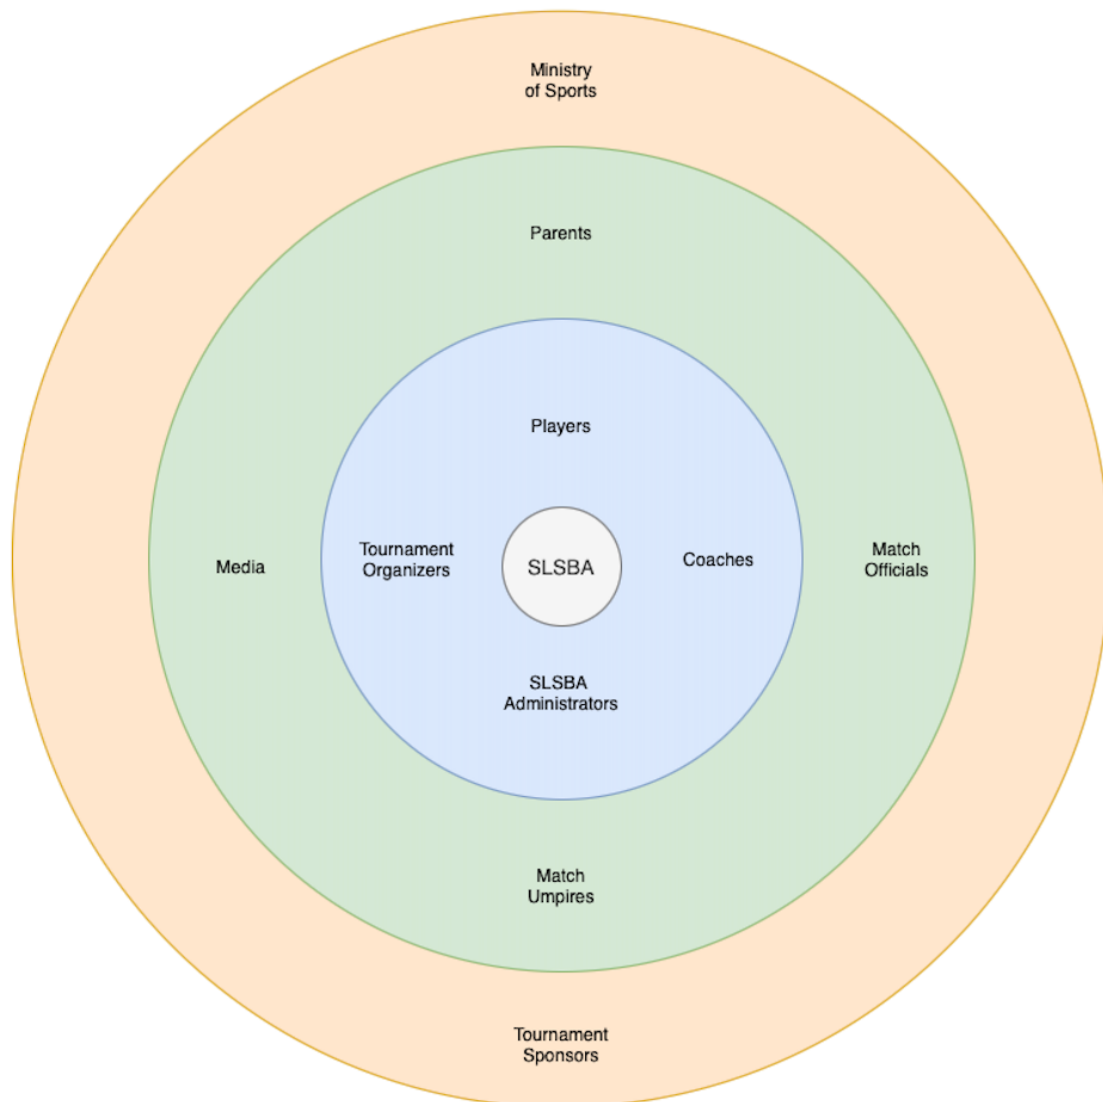 Ministry
of Sports
Parents
Players
Tournament
Organizers
SLSBA
Coaches
Media
Match
Officials
SLSBA
Administrators
Match
Umpires
Tournament
Sponsors